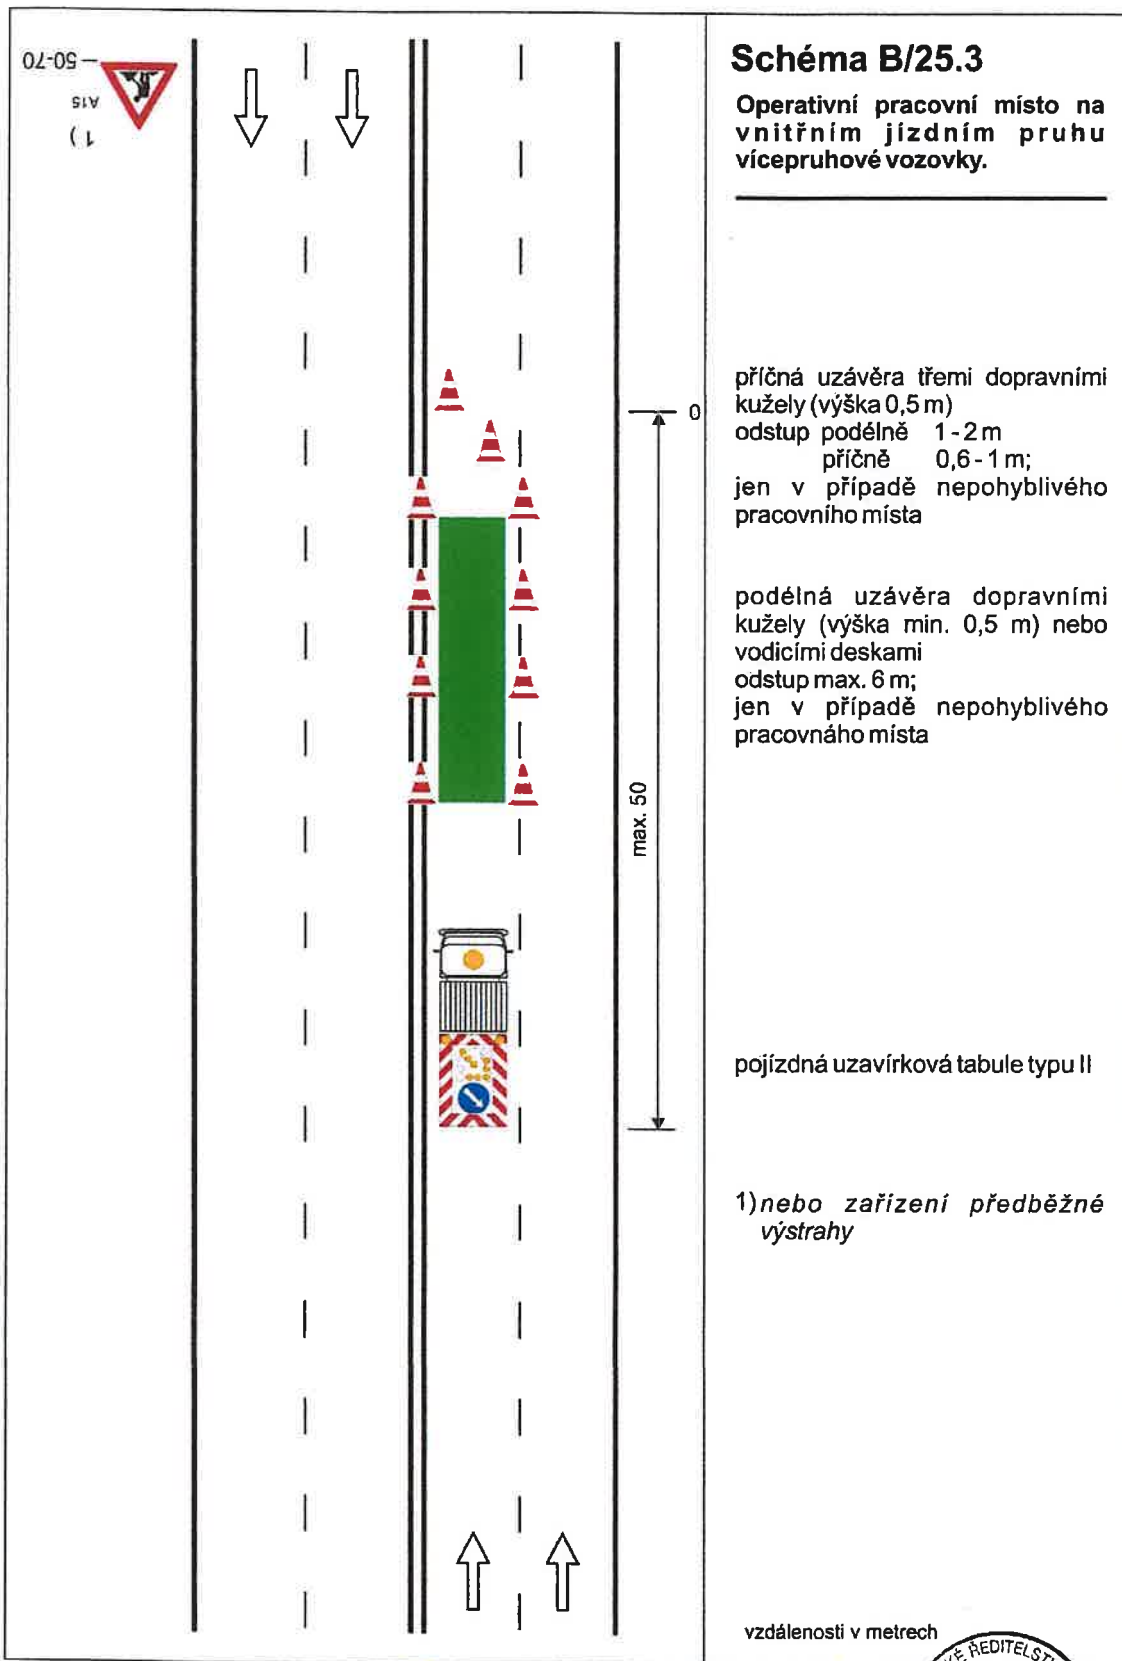 50-70
A15
1)
Schéma B/25.3
Operativní pracovní místo na
vnitřním jízdním pruhu
vícepruhové vozovky.
0
příčná uzávěra třemi dopravními
kužely (výška 0,5 m)
odstup podélně 1-2 m
příčně 0,6-1 m;
jen v případě nepohyblivého
pracovního místa
podélná uzávěra dopravními
kužely (výška min. 0,5 m) nebo
vodicími deskami
odstup max. 6 m;
jen v případě nepohyblivého
pracovnáho místa
max. 50
pojízdná uzavírková tabule typu II
1) nebo zařízení předběžné
výstrahy
vzdálenosti v metrech